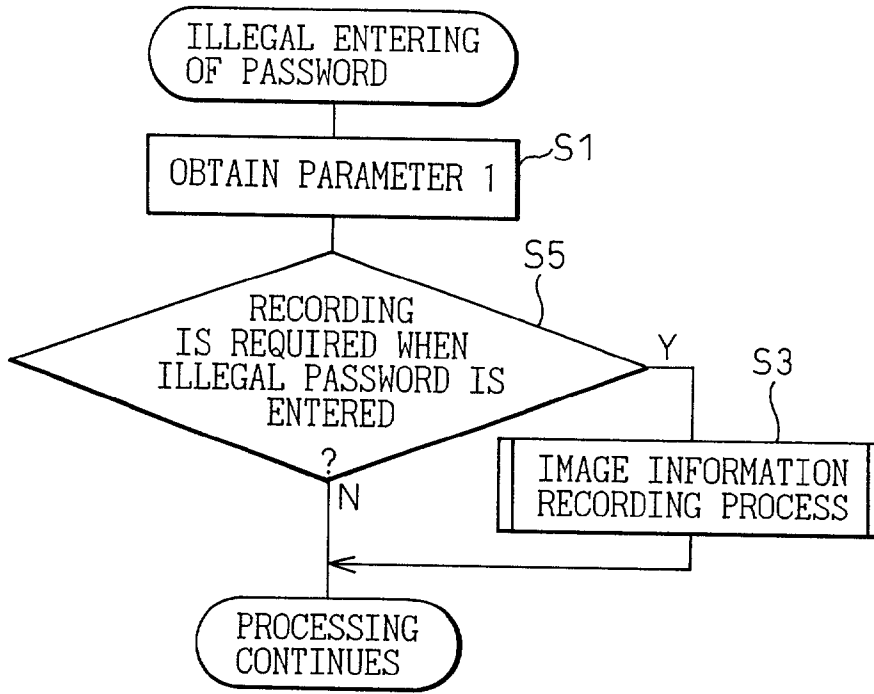 ILLEGAL ENTERING
OF PASSWORD
OBTAIN PARAMETER 1
S1
S5
RECORDING
IS REQUIRED WHEN
ILLEGAL PASSWORD IS
ENTERED
?
Y
N
S3
IMAGE INFORMATION
RECORDING PROCESS
PROCESSING
CONTINUES